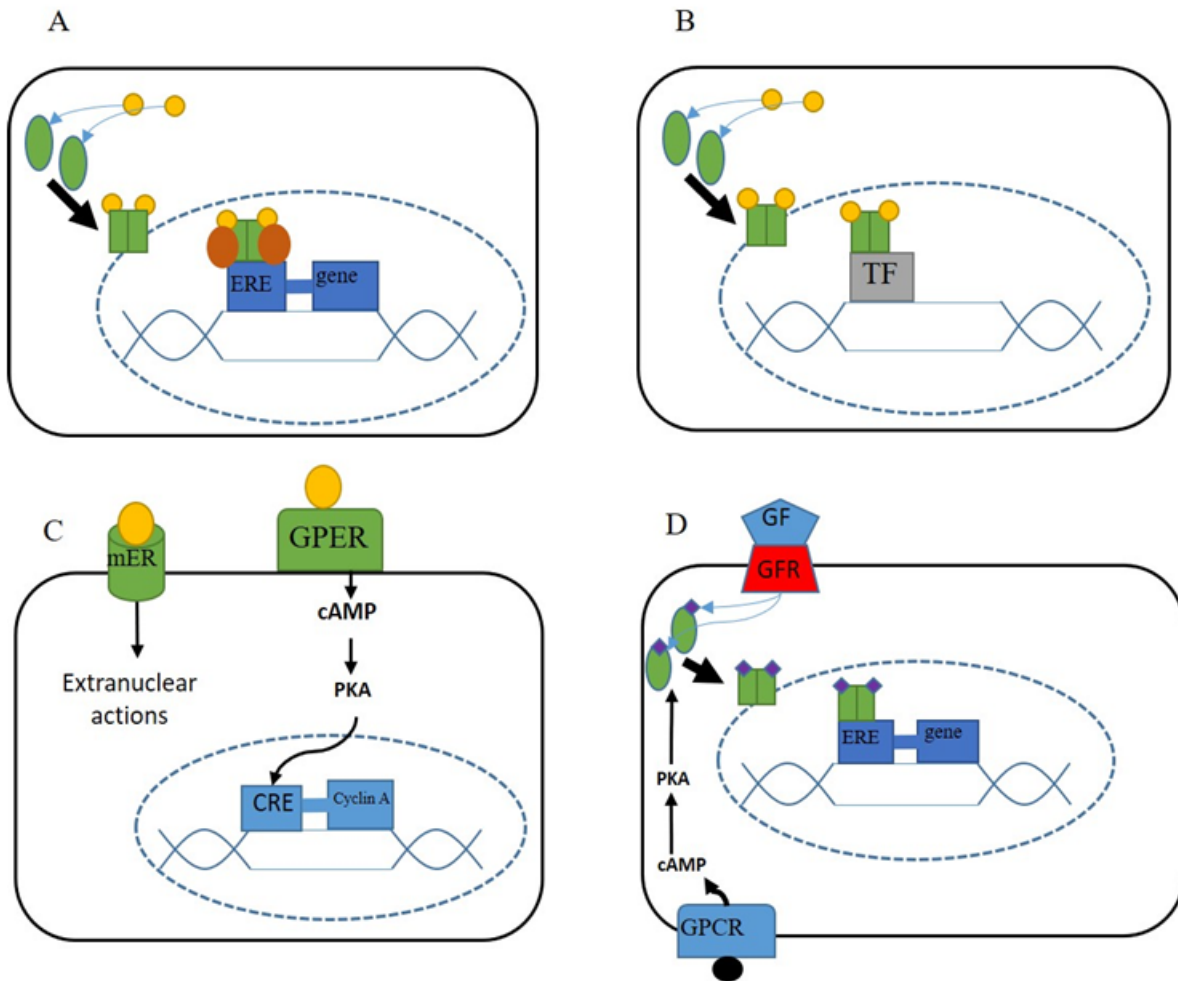 A
B
ERE
gene
TF
C
mER
GPER
cAMP
Extranuclear
actions
PKA
CRE
Cyclin A
D
GF
GFR
ERE
gene
PKA
cAMP
GPCR